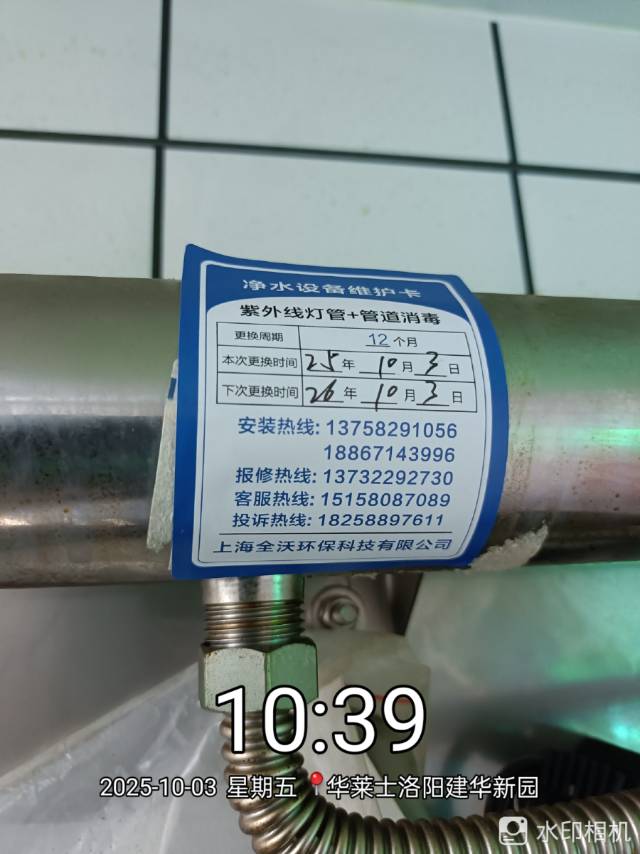 净水设备维护卡
紫外线灯管+管道消毒
更换周期 12个月
本次更换时间 25年 10月 3日
下次更换时间 26年 10月 3日
安装热线: 13758291056
18867143996
报修热线: 13732292730
客服热线: 15158087089
投诉热线: 18258897611
上海全沃环保科技有限公司
10:39
2025-10-03 星期五 华莱士洛阳建华新园
水印相机